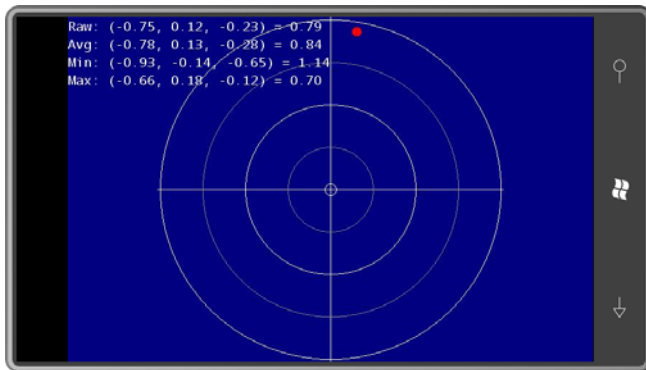 Raw: (-0.75, 0.12, -0.23) = 0.79
Avg: (-0.78, 0.13, -0.28) = 0.84
Min: (-0.93, -0.14, -0.65) = 1.14
Max: (-0.66, 0.18, -0.12) = 0.70